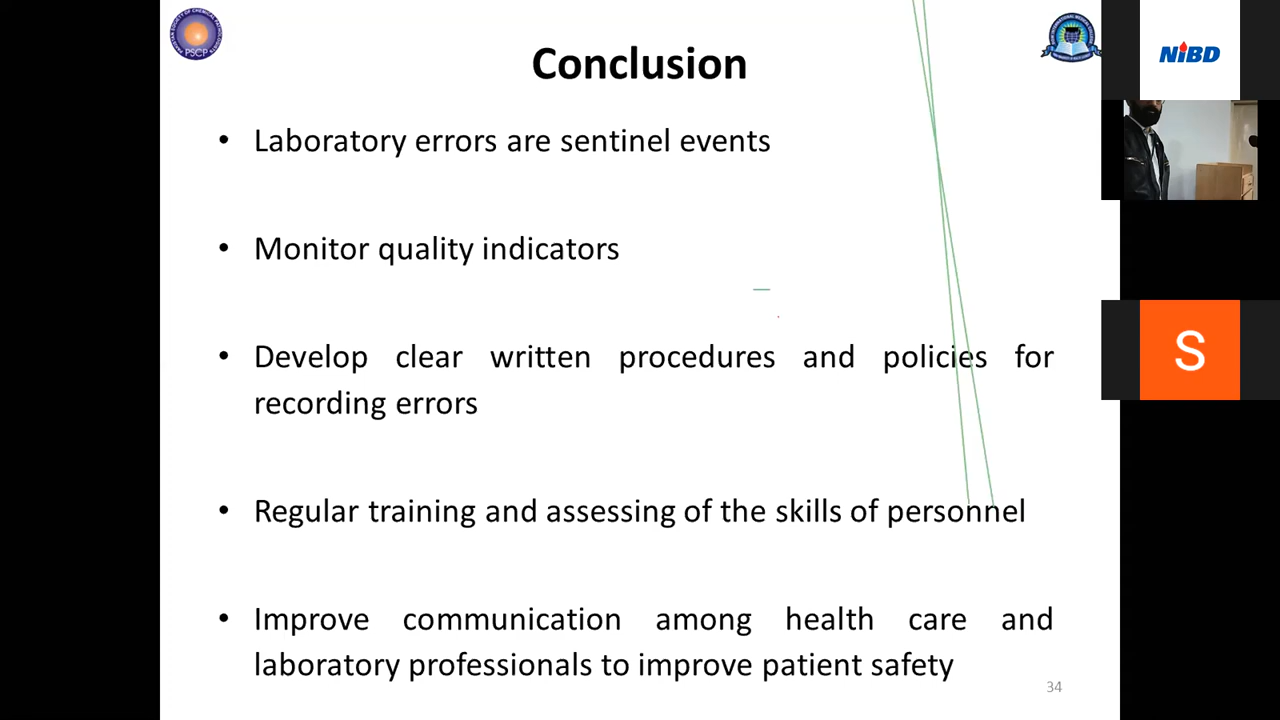 PSCP
Conclusion
NiBD
• Laboratory errors are sentinel events
• Monitor quality indicators
S
• Develop clear written procedures and policies for
recording errors
• Regular training and assessing of the skills of personnel
• Improve communication among health care and
laboratory professionals to improve patient safety
34